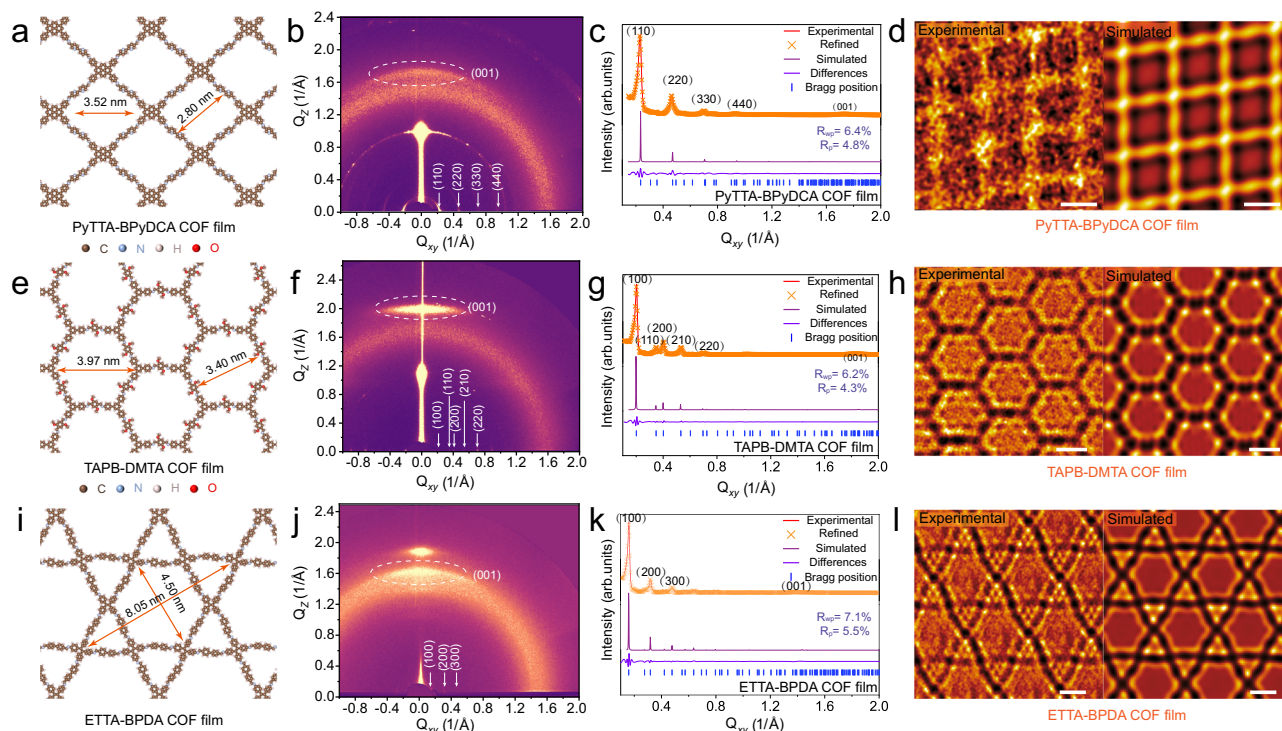 a
3.52 nm
2.80 nm
PyTTA-BPyDCA COF film
C N H O
b
Q_Z (1/Å)
2.4
2.0
1.6
1.2
0.8
0.4
0.0
(001)
(110)
(220)
(330)
(440)
-0.8 -0.4 0.0 0.4 0.8 1.2 1.6 2.0
Q_xy (1/Å)
c
Intensity (arb.units)
(110)
(220)
(330)
(440)
(001)
Experimental
Refined
Simulated
Differences
Bragg position
R_wp= 6.4%
R_p= 4.8%
PyTTA-BPyDCA COF film
0.4 0.8 1.2 1.6 2.0
Q_xy (1/Å)
d
Experimental
Simulated
PyTTA-BPyDCA COF film
e
3.97 nm
3.40 nm
TAPB-DMTA COF film
C N H O
f
Q_Z (1/Å)
2.4
2.0
1.6
1.2
0.8
0.4
0.0
(001)
(100)
(110)
(200)
(210)
(220)
-0.8 -0.4 0.0 0.4 0.8 1.2 1.6 2.0
Q_xy (1/Å)
g
Intensity (arb.units)
(100)
(110)
(200)
(210)
(220)
(001)
Experimental
Refined
Simulated
Differences
Bragg position
R_wp= 6.2%
R_p= 4.3%
TAPB-DMTA COF film
0.4 0.8 1.2 1.6 2.0
Q_xy (1/Å)
h
Experimental
Simulated
TAPB-DMTA COF film
i
4.50 nm
8.05 nm
ETTA-BPDA COF film
j
Q_Z (1/Å)
2.4
2.0
1.6
1.2
0.8
0.4
0.0
(001)
(100)
(200)
(300)
-0.8 -0.4 0.0 0.4 0.8 1.2 1.6 2.0
Q_xy (1/Å)
k
Intensity (arb.units)
(100)
(200)
(300)
(001)
Experimental
Refined
Simulated
Differences
Bragg position
R_wp= 7.1%
R_p= 5.5%
ETTA-BPDA COF film
0.4 0.8 1.2 1.6 2.0
Q_xy (1/Å)
l
Experimental
Simulated
ETTA-BPDA COF film